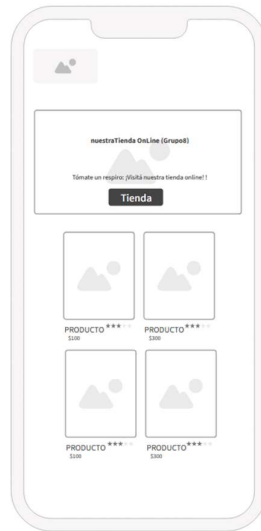 nuestraTienda OnLine (Grupo8)
Tómate un respiro: ¡Visitá nuestra tienda online! !
Tienda
PRODUCTO ★★★★★ PRODUCTO ★★★★★
$100 $300
PRODUCTO ★★★★★ PRODUCTO ★★★★★
$100 $300